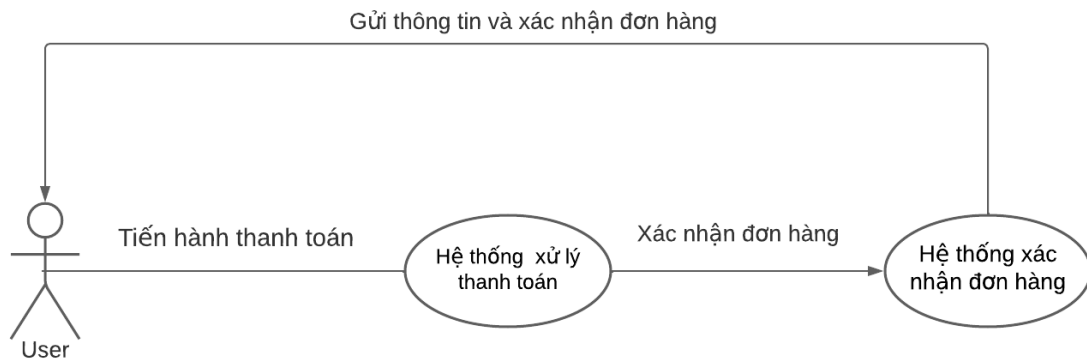 Gửi thông tin và xác nhận đơn hàng
Tiến hành thanh toán
Xác nhận đơn hàng
Hệ thống xử lý
thanh toán
Hệ thống xác
nhận đơn hàng
User